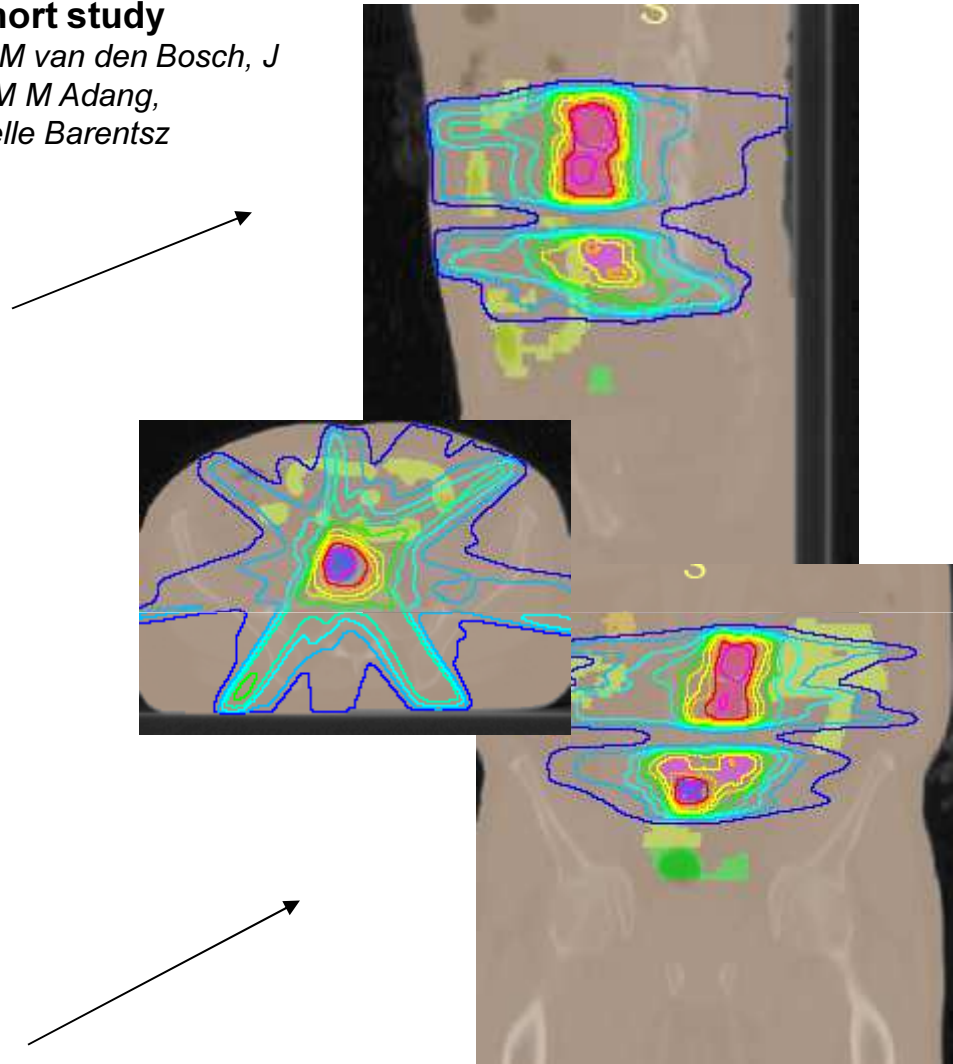 hort study
M van den Bosch, J
M M Adang,
elle Barentsz
S
S